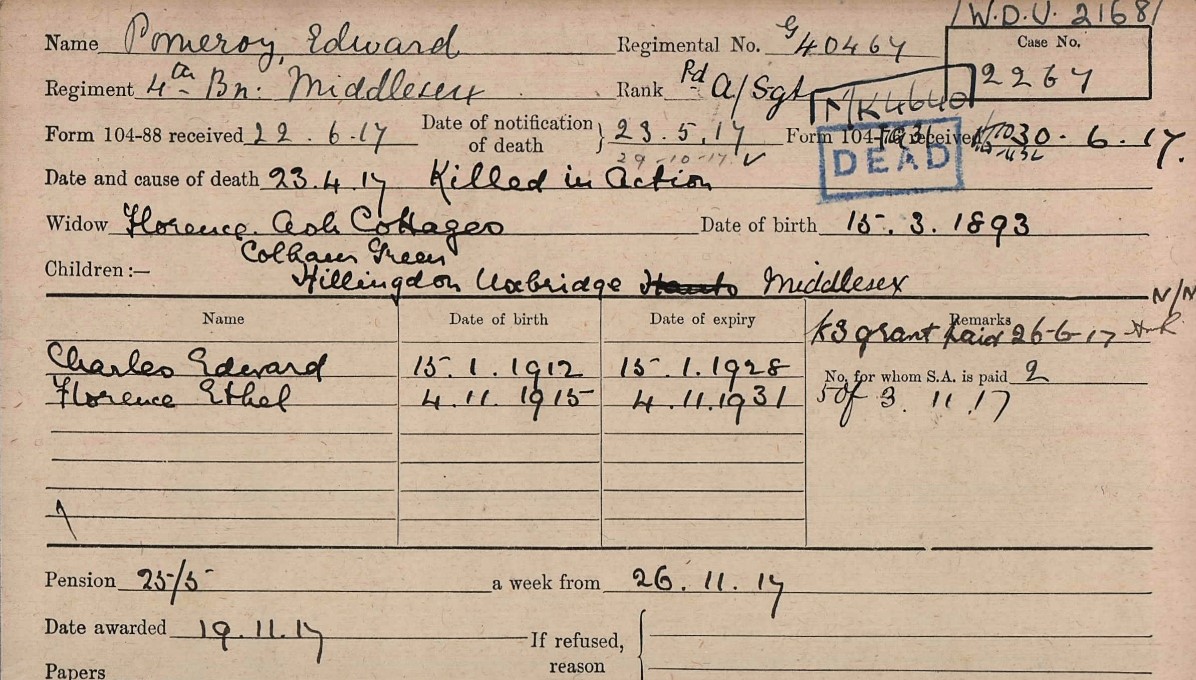 W.D.U. 2168/
Name Pomeroy, Edward Regimental No. G/40467 Case No.
2267
Regiment 4th Bn: Middlesex Rank Pd A/Sgt
1/K4640
Form 104-88 received 22.6.17 Date of notification of death } 23.5.17 Form 104- received 30.6.17.
29-10-17. ✓
DEAD
Date and cause of death 23.4.17 Killed in Action
Widow Florence. Ash Cottages Date of birth 15.3.1893
Colham Green
Children :— Hillingdon Uxbridge Hants Middlesex
N/N
Name Date of birth Date of expiry Remarks
£3 grant paid 26-6-17
Charles Edward 15.1.1912 15.1.1928 No. for whom S.A. is paid 2
Florence Ethel 4.11.1915 4.11.1931 3.11.17
Pension 25/5 a week from 26.11.17
Date awarded 19.11.17 If refused, reason
Papers